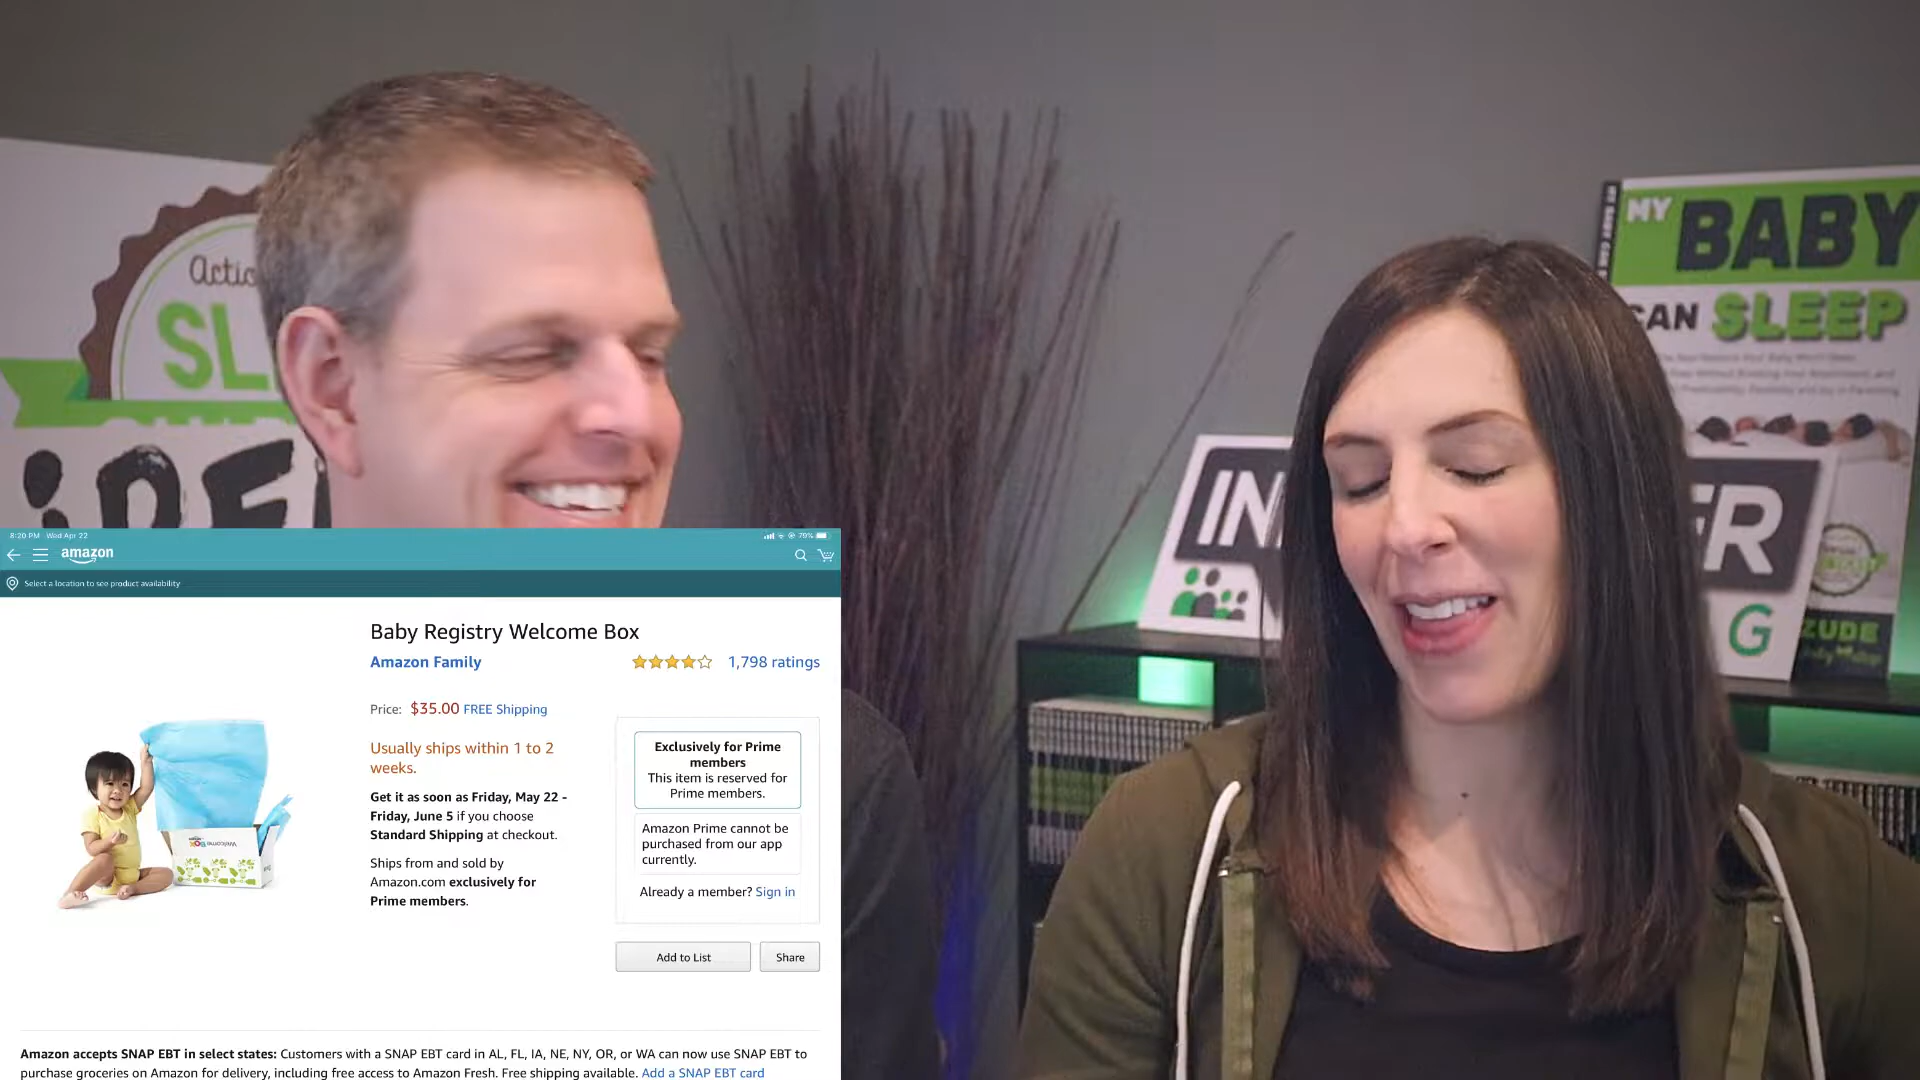 Actio
SL
iDE
MY BABY
CAN SLEEP
IN
FR
G
ZUDE
8:20 PM Wed Apr 22
79%
amazon
Select a location to see product availability
Baby Registry Welcome Box
Amazon Family
1,798 ratings
Price: $35.00 FREE Shipping
Usually ships within 1 to 2
weeks.
Get it as soon as Friday, May 22 -
Friday, June 5 if you choose
Standard Shipping at checkout.
Ships from and sold by
Amazon.com exclusively for
Prime members.
Exclusively for Prime
members
This item is reserved for
Prime members.
Amazon Prime cannot be
purchased from our app
currently.
Already a member? Sign in
Add to List
Share
Amazon accepts SNAP EBT in select states: Customers with a SNAP EBT card in AL, FL, IA, NE, NY, OR, or WA can now use SNAP EBT to
purchase groceries on Amazon for delivery, including free access to Amazon Fresh. Free shipping available. Add a SNAP EBT card